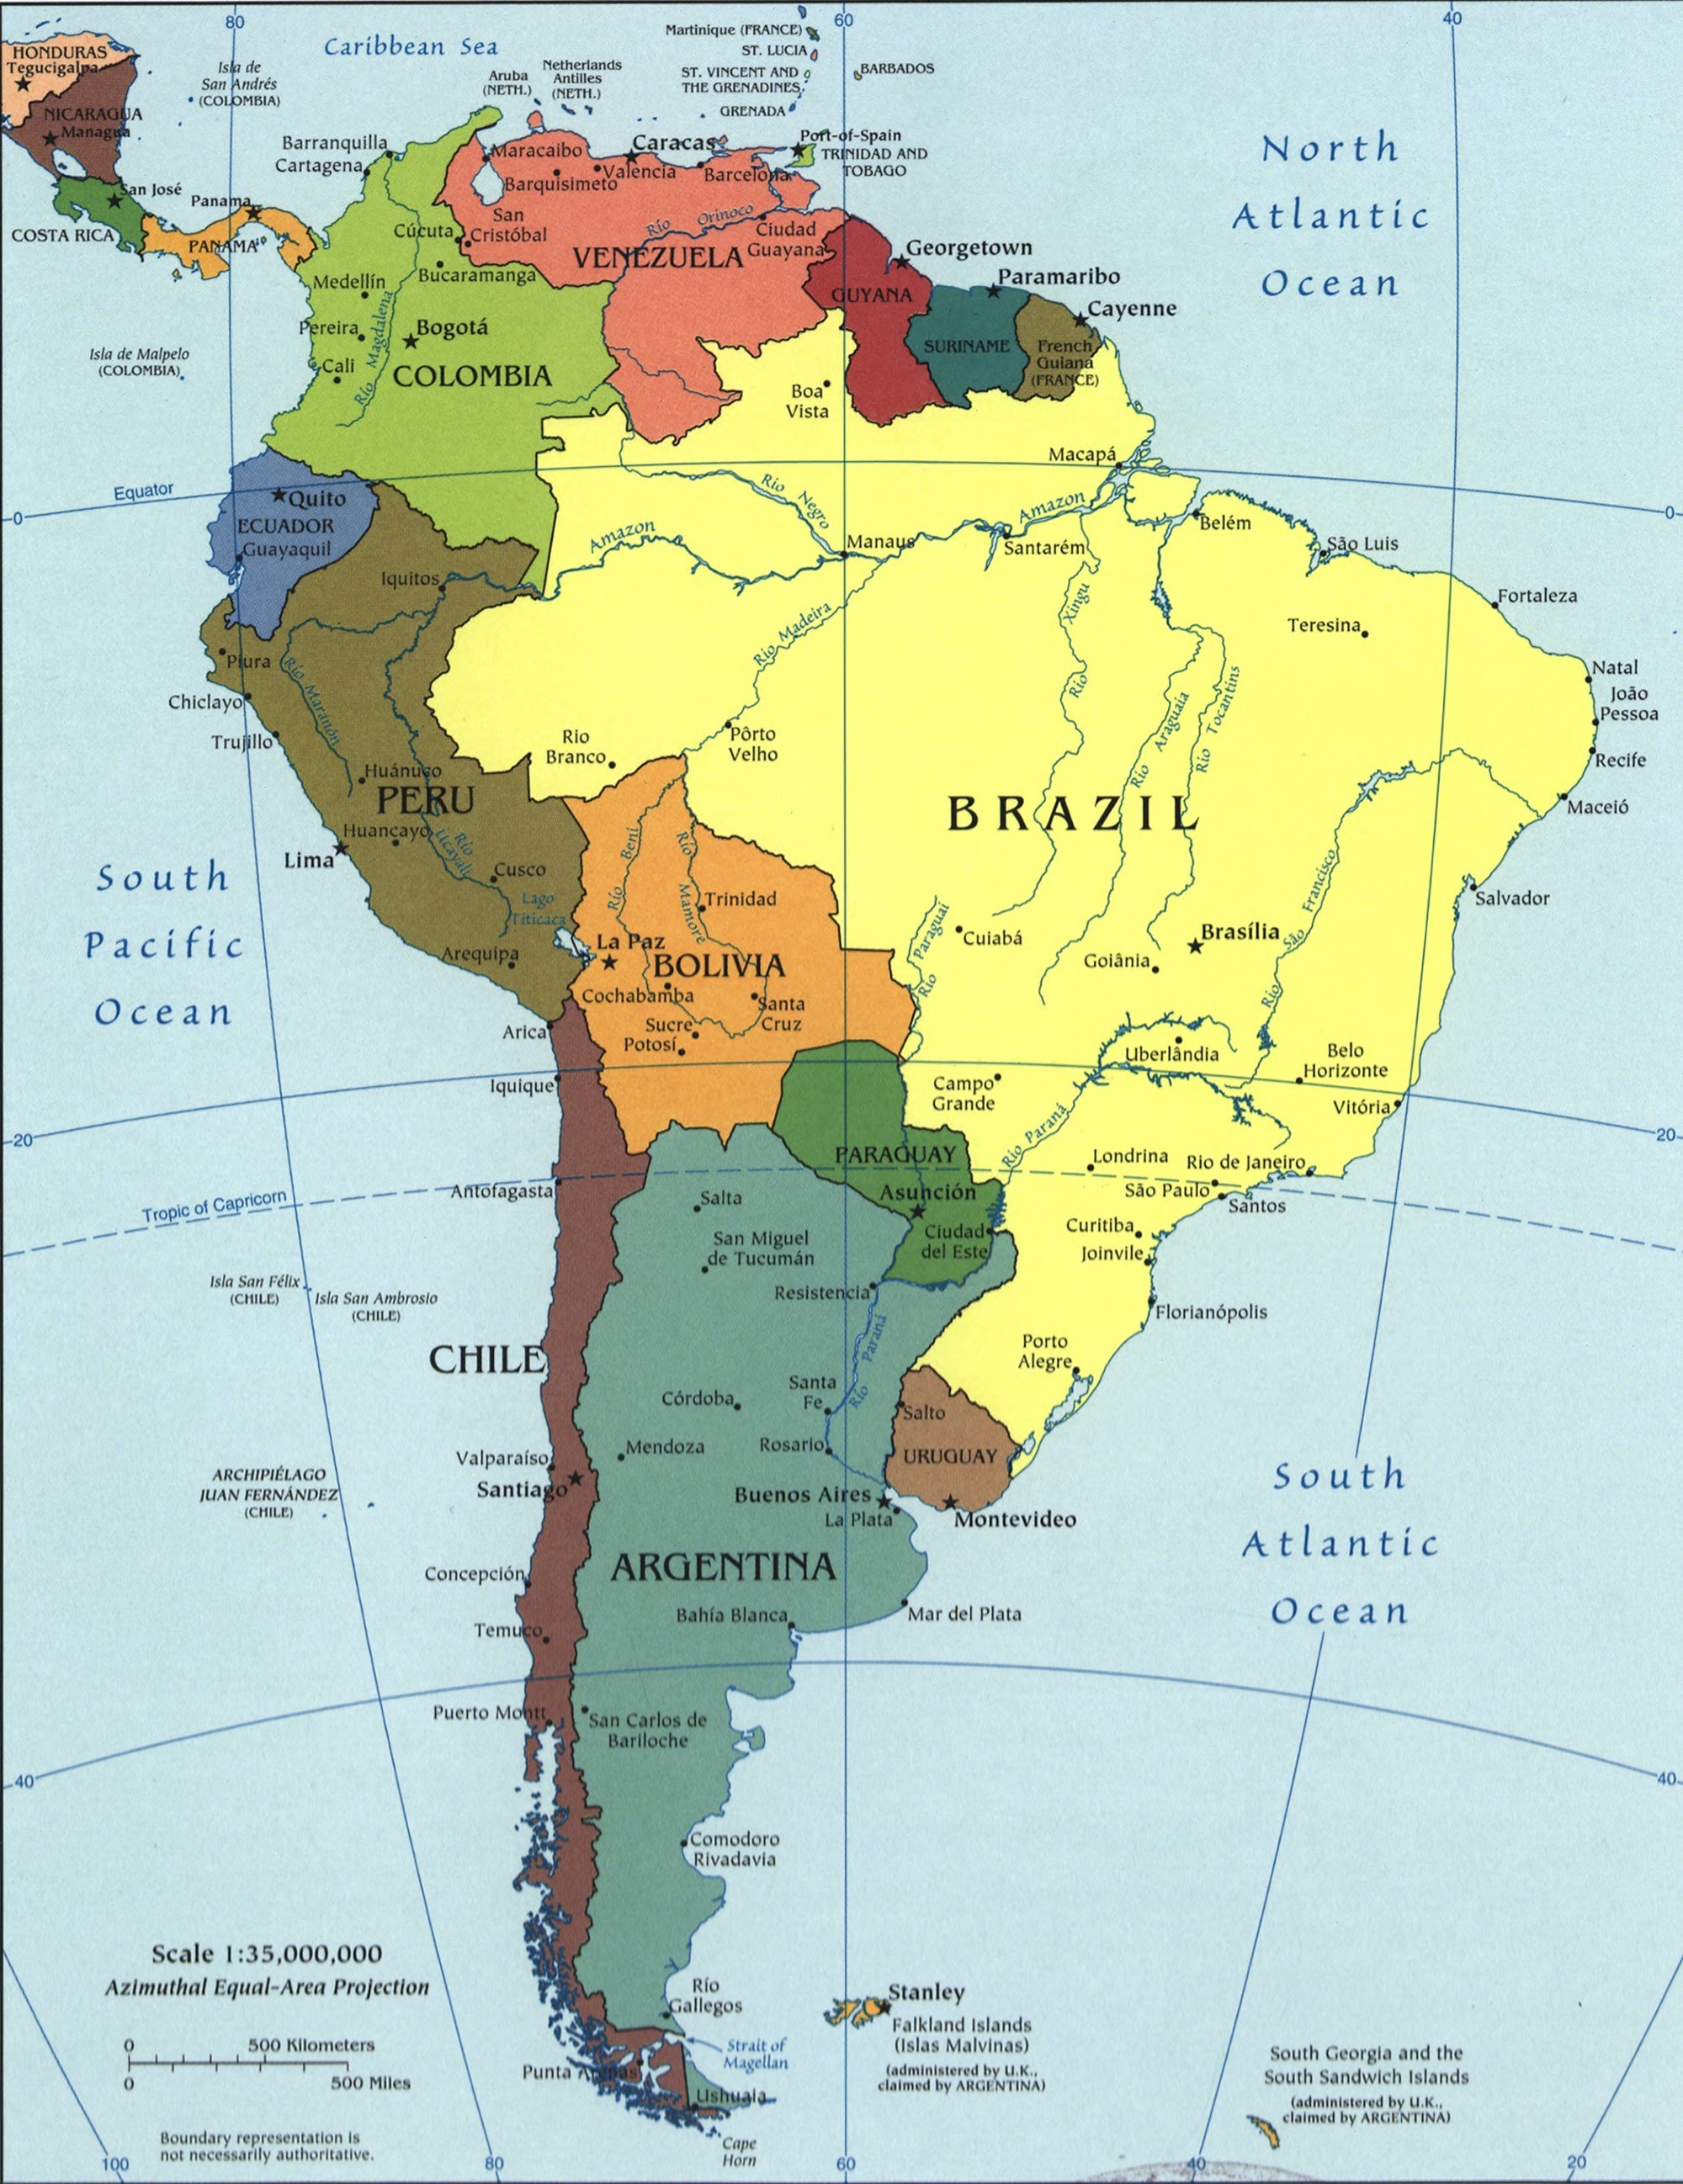 80
60
40
Caribbean Sea
Martinique (FRANCE)
ST. LUCIA
ST. VINCENT AND
THE GRENADINES
GRENADA
BARBADOS
HONDURAS
Tegucigalpa
NICARAGUA
Managua
Isla de
San Andrés
(COLOMBIA)
Aruba
(NETH.)
Netherlands
Antilles
(NETH.)
Port-of-Spain
TRINIDAD AND
TOBAGO
North
Atlantic
Ocean
San José
COSTA RICA
Panama
PANAMA
Barranquilla
Cartagena
Maracaibo
Caracas
Barquisimeto
Valencia
Barcelona
San
Cristóbal
Cúcuta
Río Orinoco
Ciudad
Guayana
VENEZUELA
Bucaramanga
Medellín
Pereira
Río Magdalena
Bogotá
Cali
COLOMBIA
Isla de Malpelo
(COLOMBIA)
Georgetown
GUYANA
Paramaribo
SURINAME
Cayenne
French
Guiana
(FRANCE)
Boa
Vista
Macapá
Equator
0
0
Quito
ECUADOR
Guayaquil
Rio Negro
Amazon
Amazon
Manaus
Santarém
Belém
São Luis
Fortaleza
Teresina
Natal
João
Pessoa
Recife
Maceió
Salvador
Iquitos
Piura
Chiclayo
Trujillo
Río Maranón
Huánuco
PERU
Huancayo
Río
Ucayali
Lima
Cusco
Lago
Titicaca
Arequipa
Rio Madeira
Pôrto
Velho
Rio
Branco
Rio Xingu
Rio Araguaia
Rio Tocantins
BRAZIL
Rio São Francisco
Río Beni
Río Mamore
Trinidad
La Paz
BOLIVIA
Cochabamba
Santa
Cruz
Sucre
Potosí
Rio Paraguai
Cuiabá
Goiânia
Brasília
South
Pacific
Ocean
Arica
Iquique
Uberlândia
Belo
Horizonte
Campo
Grande
Vitória
20
20
Rio Paraná
PARAGUAY
Asunción
Ciudad
del Este
Londrina
Rio de Janeiro
São Paulo
Santos
Curitiba
Joinvile
Florianópolis
Porto
Alegre
Tropic of Capricorn
Antofagasta
Salta
San Miguel
de Tucumán
Resistencia
Isla San Félix
(CHILE)
Isla San Ambrosio
(CHILE)
CHILE
Río Paraná
Santa
Fe
Córdoba
Salto
URUGUAY
Valparaíso
Mendoza
Rosario
Santiago
Buenos Aires
La Plata
Montevideo
ARCHIPIÉLAGO
JUAN FERNÁNDEZ
(CHILE)
South
Atlantic
Ocean
Concepción
ARGENTINA
Temuco
Bahía Blanca
Mar del Plata
Puerto Montt
San Carlos de
Bariloche
40
40
Comodoro
Rivadavia
Scale 1:35,000,000
Azimuthal Equal-Area Projection
0 500 Kilometers
0 500 Miles
Boundary representation is
not necessarily authoritative.
Río
Gallegos
Strait of
Magellan
Punta Arenas
Ushuaia
Cape
Horn
Stanley
Falkland Islands
(Islas Malvinas)
(administered by U.K.,
claimed by ARGENTINA)
South Georgia and the
South Sandwich Islands
(administered by U.K.,
claimed by ARGENTINA)
100
80
60
40
20